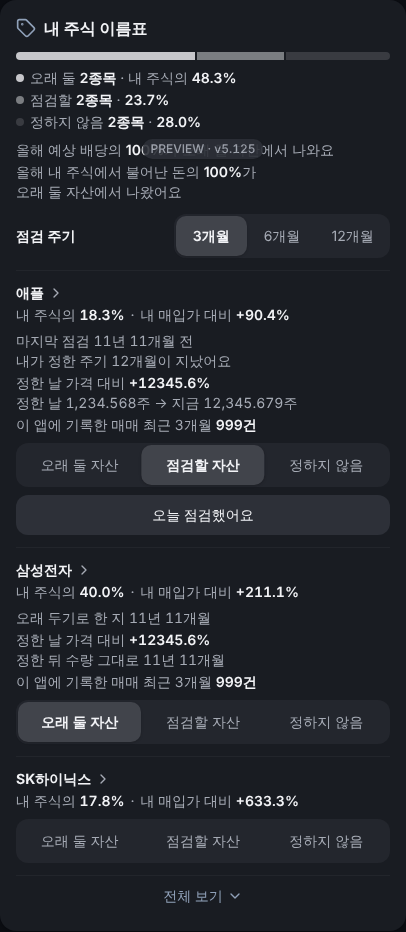 내 주식 이름표
오래 둘 2종목 · 내 주식의 48.3%
점검할 2종목 · 23.7%
정하지 않음 2종목 · 28.0%
올해 예상 배당의 PREVIEW · v5.125 에서 나와요
올해 내 주식에서 불어난 돈의 100%가
오래 둘 자산에서 나왔어요
점검 주기 3개월 6개월 12개월
애플
내 주식의 18.3% · 내 매입가 대비 +90.4%
마지막 점검 11년 11개월 전
내가 정한 주기 12개월이 지났어요
정한 날 가격 대비 +12345.6%
정한 날 1,234.568주 → 지금 12,345.679주
이 앱에 기록한 매매 최근 3개월 999건
오래 둘 자산 점검할 자산 정하지 않음
오늘 점검했어요
삼성전자
내 주식의 40.0% · 내 매입가 대비 +211.1%
오래 두기로 한 지 11년 11개월
정한 날 가격 대비 +12345.6%
정한 뒤 수량 그대로 11년 11개월
이 앱에 기록한 매매 최근 3개월 999건
오래 둘 자산 점검할 자산 정하지 않음
SK하이닉스
내 주식의 17.8% · 내 매입가 대비 +633.3%
오래 둘 자산 점검할 자산 정하지 않음
전체 보기